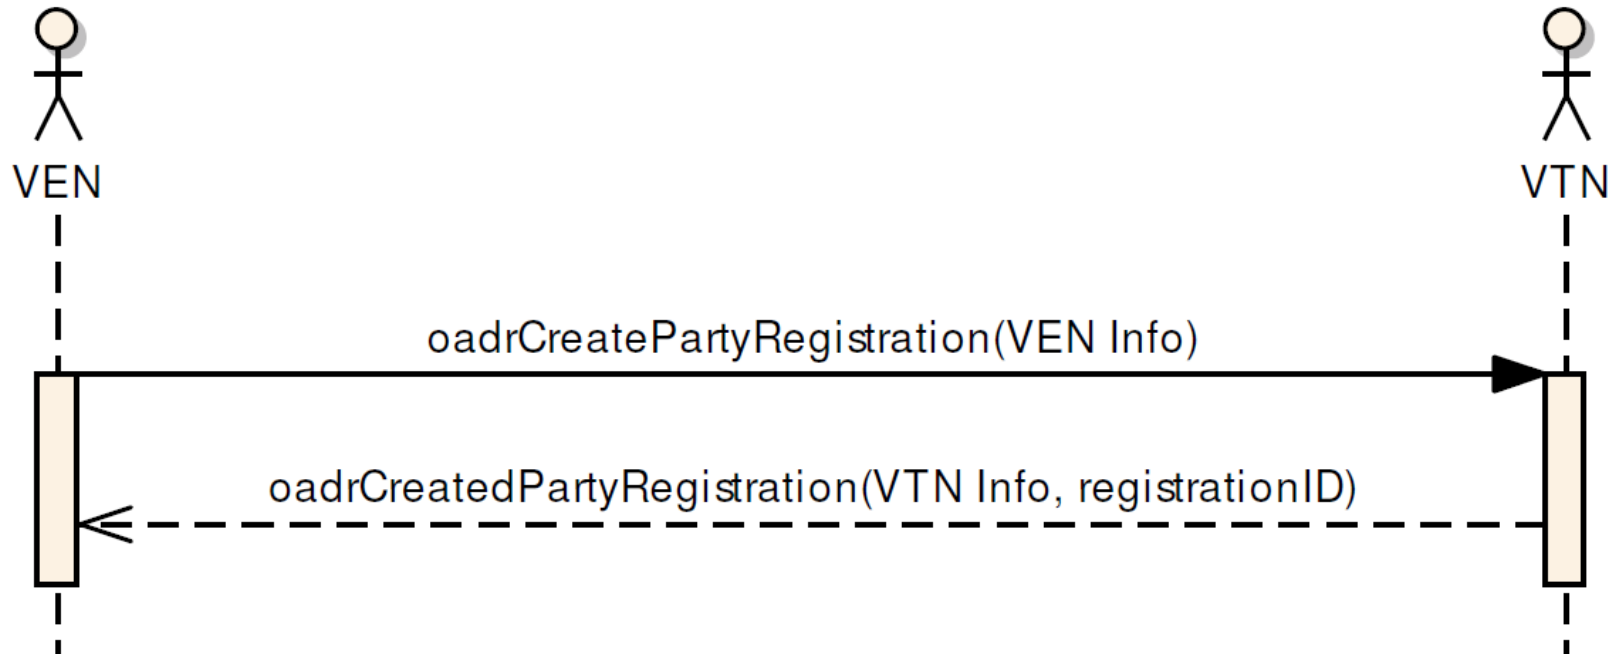 VEN
VTN
oadrCreatePartyRegistration(VEN Info)
oadrCreatedPartyRegistration(VTN Info, registrationID)